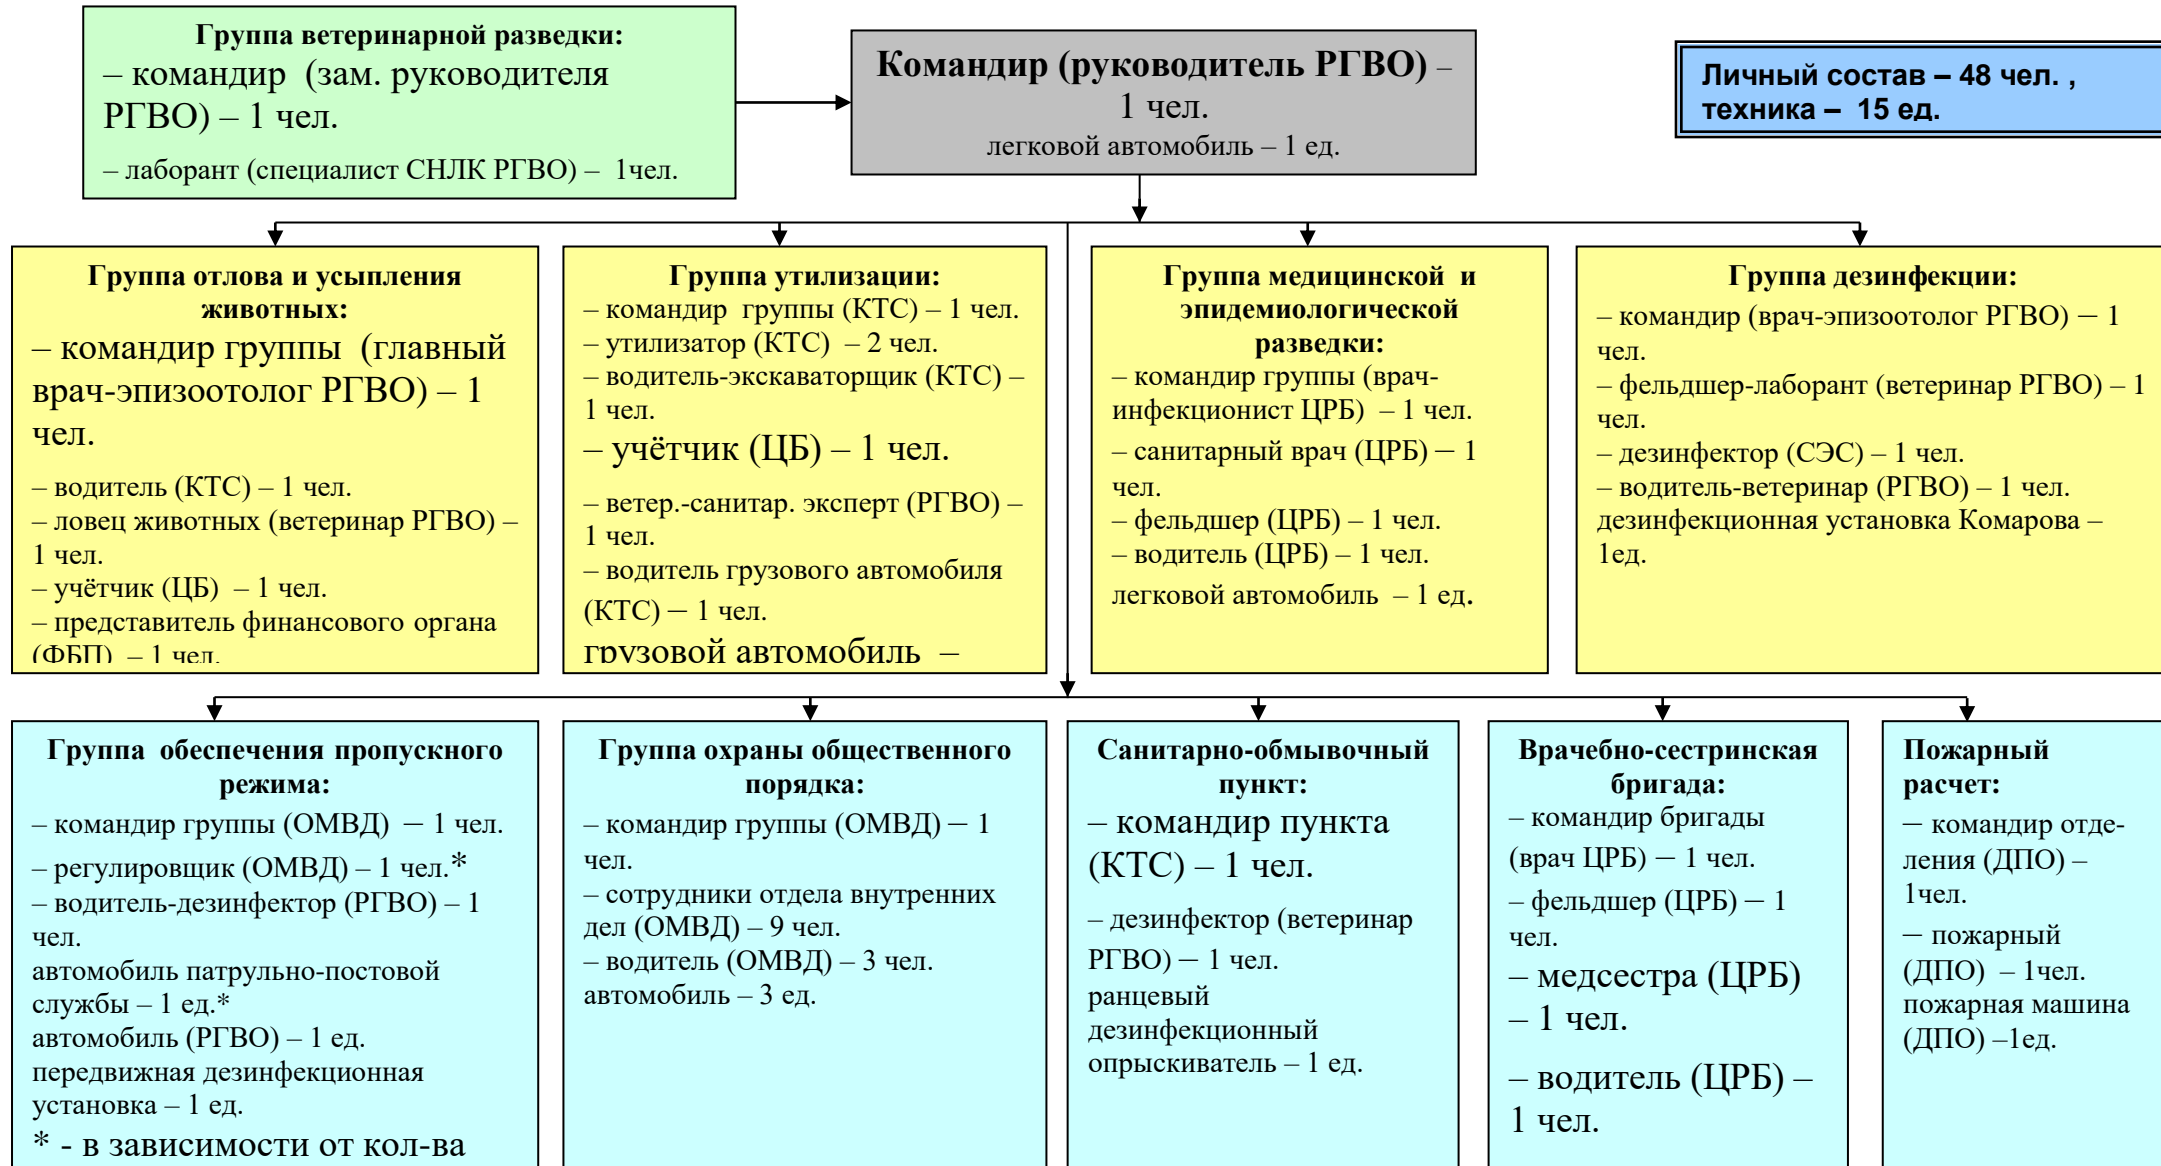 Группа ветеринарной разведки:
– командир (зам. руководителя
РГВО) – 1 чел.
– лаборант (специалист СНЛК РГВО) – 1чел.
Командир (руководитель РГВО) –
1 чел.
легковой автомобиль – 1 ед.
Личный состав – 48 чел. ,
техника – 15 ед.
Группа отлова и усыпления
животных:
– командир группы (главный
врач-эпизоотолог РГВО) – 1
чел.
– водитель (КТС) – 1 чел.
– ловец животных (ветеринар РГВО) –
1 чел.
– учётчик (ЦБ) – 1 чел.
– представитель финансового органа
(ФБП) – 1 чел.
Группа утилизации:
– командир группы (КТС) – 1 чел.
– утилизатор (КТС) – 2 чел.
– водитель-экскаваторщик (КТС) –
1 чел.
– учётчик (ЦБ) – 1 чел.
– ветер.-санитар. эксперт (РГВО) –
1 чел.
– водитель грузового автомобиля
(КТС) – 1 чел.
грузовой автомобиль –
Группа медицинской и
эпидемиологической
разведки:
– командир группы (врач-
инфекционист ЦРБ) – 1 чел.
– санитарный врач (ЦРБ) – 1
чел.
– фельдшер (ЦРБ) – 1 чел.
– водитель (ЦРБ) – 1 чел.
легковой автомобиль – 1 ед.
Группа дезинфекции:
– командир (врач-эпизоотолог РГВО) – 1
чел.
– фельдшер-лаборант (ветеринар РГВО) – 1
чел.
– дезинфектор (СЭС) – 1 чел.
– водитель-ветеринар (РГВО) – 1 чел.
дезинфекционная установка Комарова –
1ед.
Группа обеспечения пропускного
режима:
– командир группы (ОМВД) – 1 чел.
– регулировщик (ОМВД) – 1 чел.*
– водитель-дезинфектор (РГВО) – 1
чел.
автомобиль патрульно-постовой
службы – 1 ед.*
автомобиль (РГВО) – 1 ед.
передвижная дезинфекционная
установка – 1 ед.
* - в зависимости от кол-ва
Группа охраны общественного
порядка:
– командир группы (ОМВД) – 1
чел.
– сотрудники отдела внутренних
дел (ОМВД) – 9 чел.
– водитель (ОМВД) – 3 чел.
автомобиль – 3 ед.
Санитарно-обмывочный
пункт:
– командир пункта
(КТС) – 1 чел.
– дезинфектор (ветеринар
РГВО) – 1 чел.
ранцевый
дезинфекционный
опрыскиватель – 1 ед.
Врачебно-сестринская
бригада:
– командир бригады
(врач ЦРБ) – 1 чел.
– фельдшер (ЦРБ) – 1
чел.
– медсестра (ЦРБ)
– 1 чел.
– водитель (ЦРБ) –
1 чел.
Пожарный
расчет:
– командир отде-
ления (ДПО) –
1чел.
– пожарный
(ДПО) – 1чел.
пожарная машина
(ДПО) –1ед.